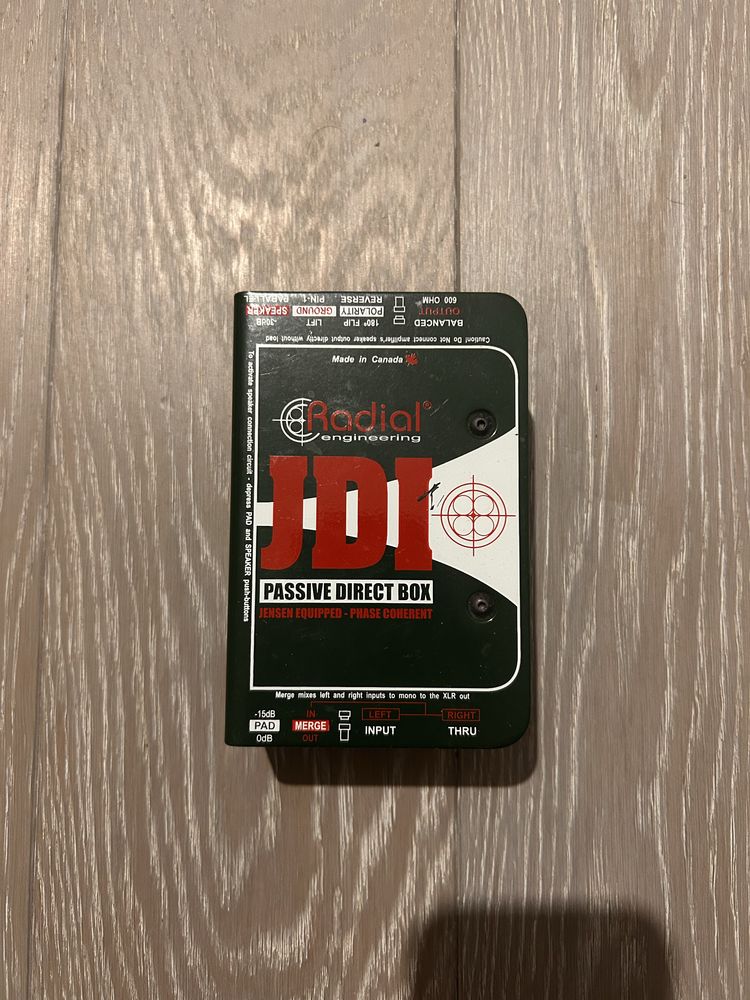 -30dB LIFT 180° FLIP BALANCED
SPEAKER GROUND POLARITY OUTPUT
PARALLEL PIN-1 REVERSE 600 OHM
Caution! Do Not connect amplifier's speaker output directly without load
To activate speaker connection circuit - depress PAD and SPEAKER push-buttons
Made in Canada
Radial®
engineering
JDI
PASSIVE DIRECT BOX
JENSEN EQUIPPED - PHASE COHERENT
Merge mixes left and right inputs to mono to the XLR out
-15dB IN LEFT RIGHT
PAD MERGE INPUT THRU
0dB OUT